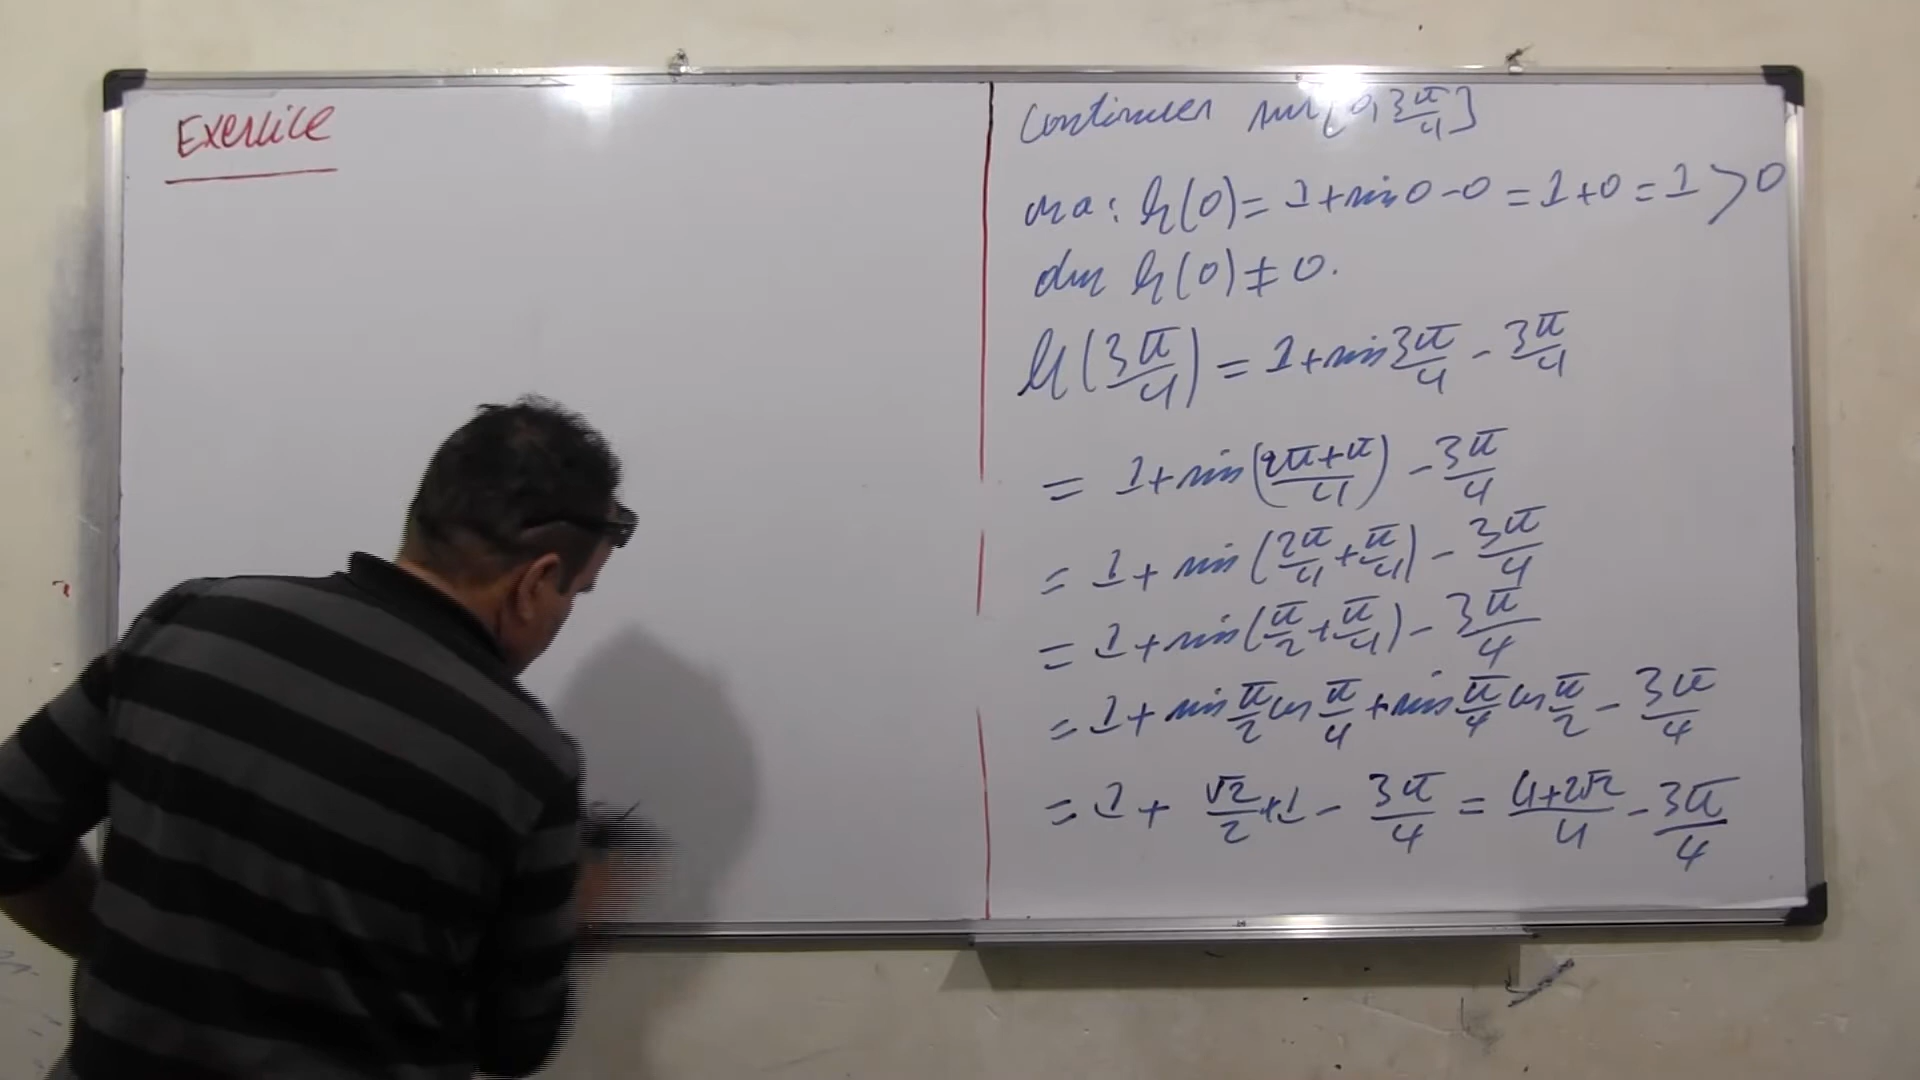 Exercice
continues sur [0, 3π/4]
on a : h(0) = 1 + sin 0 - 0 = 1 + 0 = 1 > 0
donc h(0) ≠ 0.
h(3π/4) = 1 + sin 3π/4 - 3π/4
= 1 + sin((2π+π)/4) - 3π/4
= 1 + sin(2π/4 + π/4) - 3π/4
= 1 + sin(π/2 + π/4) - 3π/4
= 1 + sin π/2 cos π/4 + sin π/4 cos π/2 - 3π/4
= 1 + √2/2 + 1 - 3π/4 = (4+2√2)/4 - 3π/4